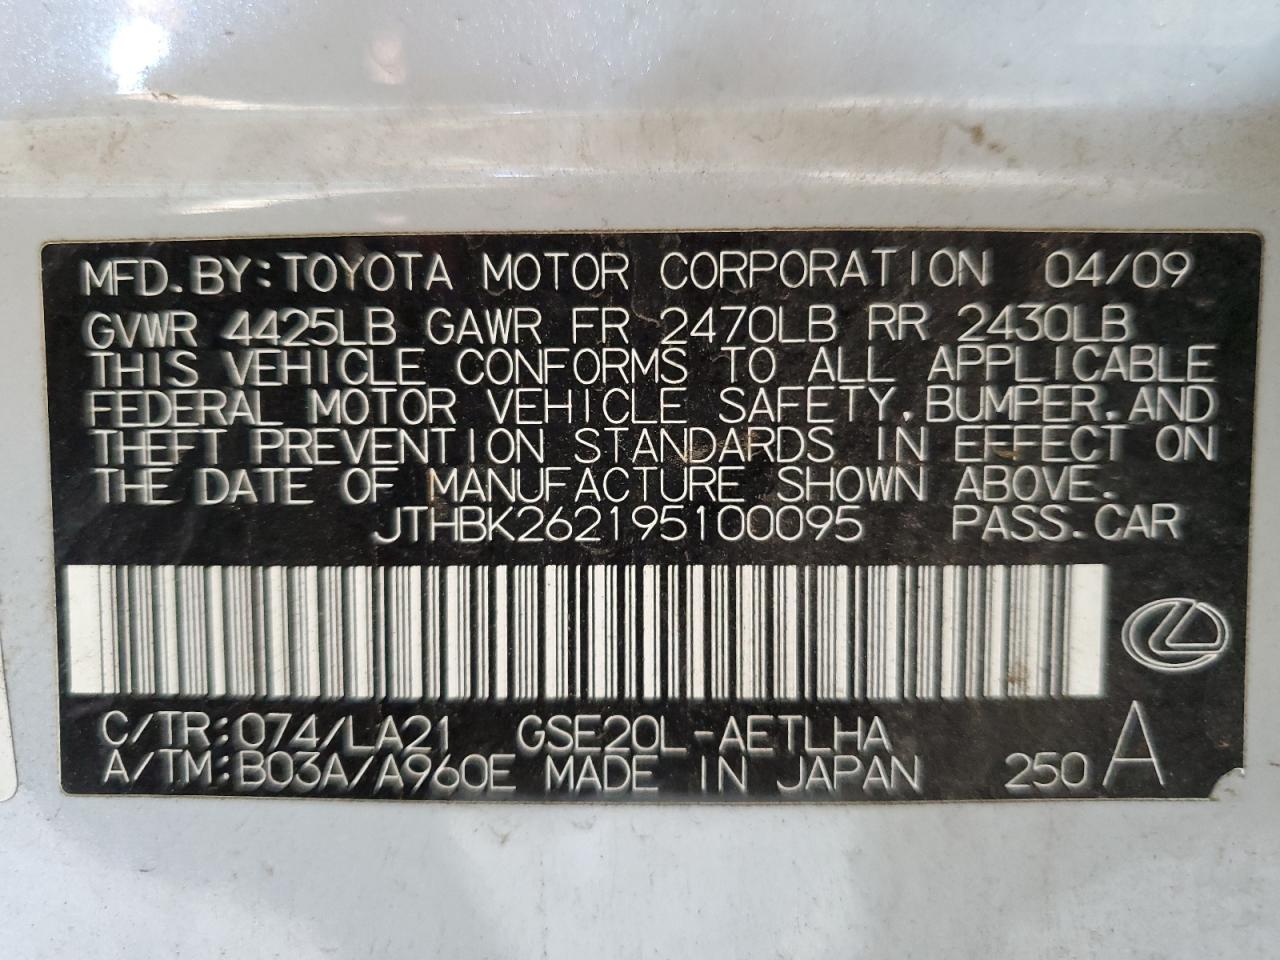 MFD.BY:TOYOTA MOTOR CORPORATION 04/09
GVWR 4425LB GAWR FR 2470LB RR 2430LB
THIS VEHICLE CONFORMS TO ALL APPLICABLE
FEDERAL MOTOR VEHICLE SAFETY,BUMPER,AND
THEFT PREVENTION STANDARDS IN EFFECT ON
THE DATE OF MANUFACTURE SHOWN ABOVE.
JTHBK262195100095 PASS.CAR
C/TR:074/LA21 GSE20L-AETLHA
A/TM:B03A/A960E MADE IN JAPAN 250 A